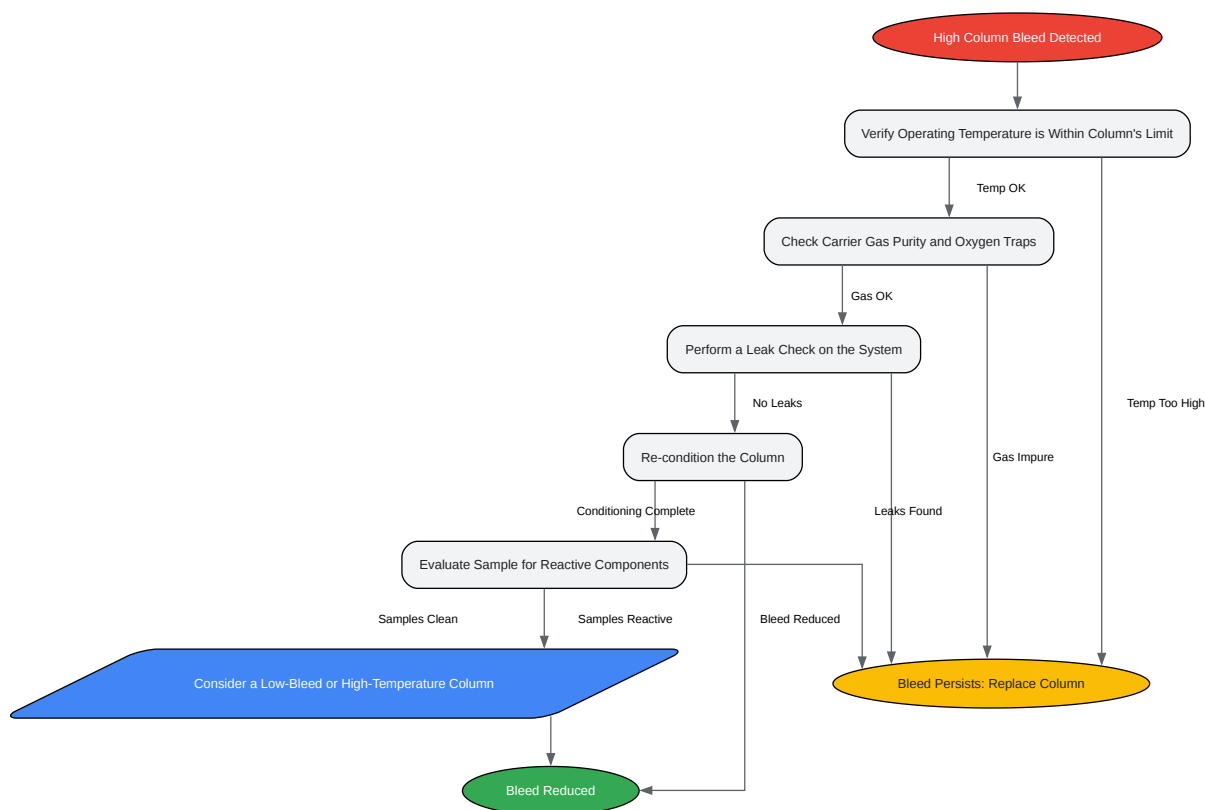 High Column Bleed Detected
Verify Operating Temperature is Within Column's Limit
Temp OK
Check Carrier Gas Purity and Oxygen Traps
Gas OK
Perform a Leak Check on the System
No Leaks
Temp Too High
Re-condition the Column
Gas Impure
Conditioning Complete
Leaks Found
Evaluate Sample for Reactive Components
Samples Clean
Samples Reactive
Bleed Reduced
Consider a Low-Bleed or High-Temperature Column
Bleed Persists: Replace Column
Bleed Reduced